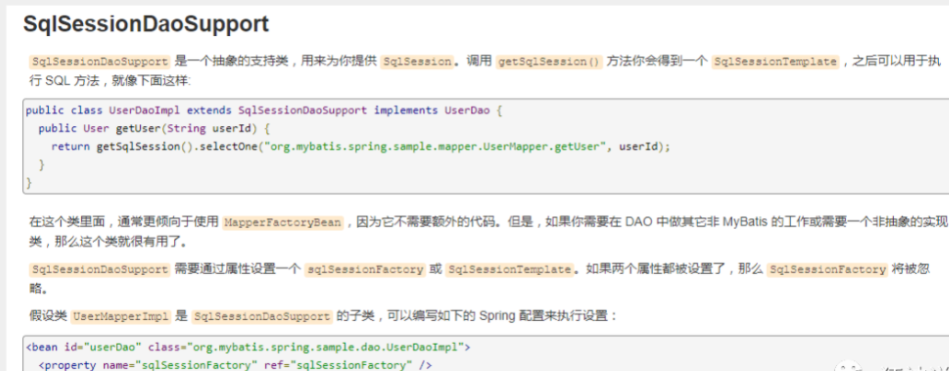 SqlSessionDaoSupport
SqlSessionDaoSupport 是一个抽象的支持类，用来为你提供 SqlSession。调用 getSqlSession() 方法你会得到一个 SqlSessionTemplate，之后可以用于执
行 SQL 方法，就像下面这样:
public class UserDaoImpl extends SqlSessionDaoSupport implements UserDao {
public User getUser(String userId) {
return getSqlSession().selectOne("org.mybatis.spring.sample.mapper.UserMapper.getUser", userId);
}
}
在这个类里面，通常更倾向于使用 MapperFactoryBean，因为它不需要额外的代码。但是，如果你需要在 DAO 中做其它非 MyBatis 的工作或需要一个非抽象的实现
类，那么这个类就很有用了。
SqlSessionDaoSupport 需要通过属性设置一个 sqlSessionFactory 或 SqlSessionTemplate。如果两个属性都被设置了，那么 SqlSessionFactory 将被忽
略。
假设类 UserMapperImpl 是 SqlSessionDaoSupport 的子类，可以编写如下的 Spring 配置来执行设置：
<bean id="userDao" class="org.mybatis.spring.sample.dao.UserDaoImpl">
<property name="sqlSessionFactory" ref="sqlSessionFactory" />